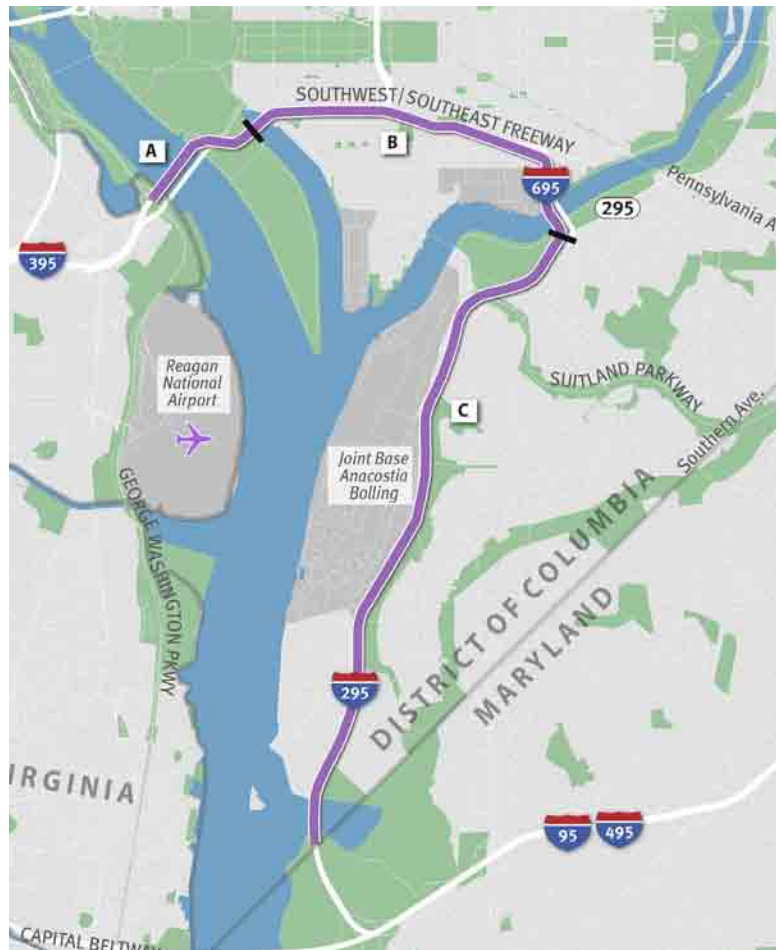 SOUTHWEST/SOUTHEAST FREEWAY
A
B
695
295
Pennsylvania A
395
Reagan
National
Airport
SUITLAND PARKWAY
C
Southern Ave.
Joint Base
Anacostia
Bolling
GEORGE WASHINGTON PKWY
DISTRICT OF COLUMBIA
MARYLAND
295
IRGINIA
95
495
CAPITAL BELTWAY